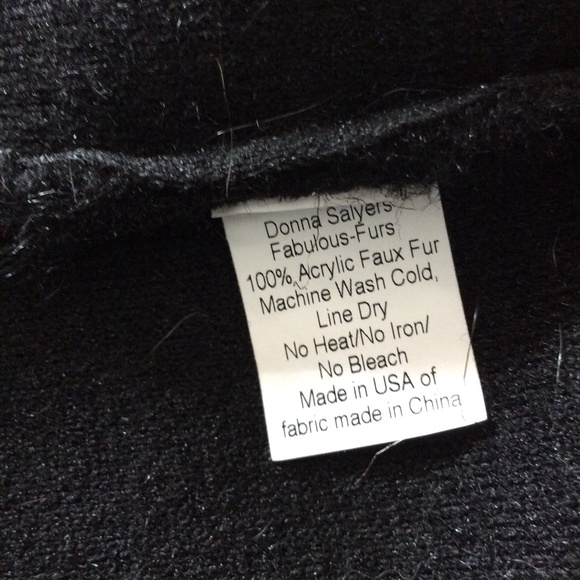 Donna Salyers
Fabulous-Furs
100% Acrylic Faux Fur
Machine Wash Cold,
Line Dry
No Heat/No Iron/
No Bleach
Made in USA of
fabric made in China